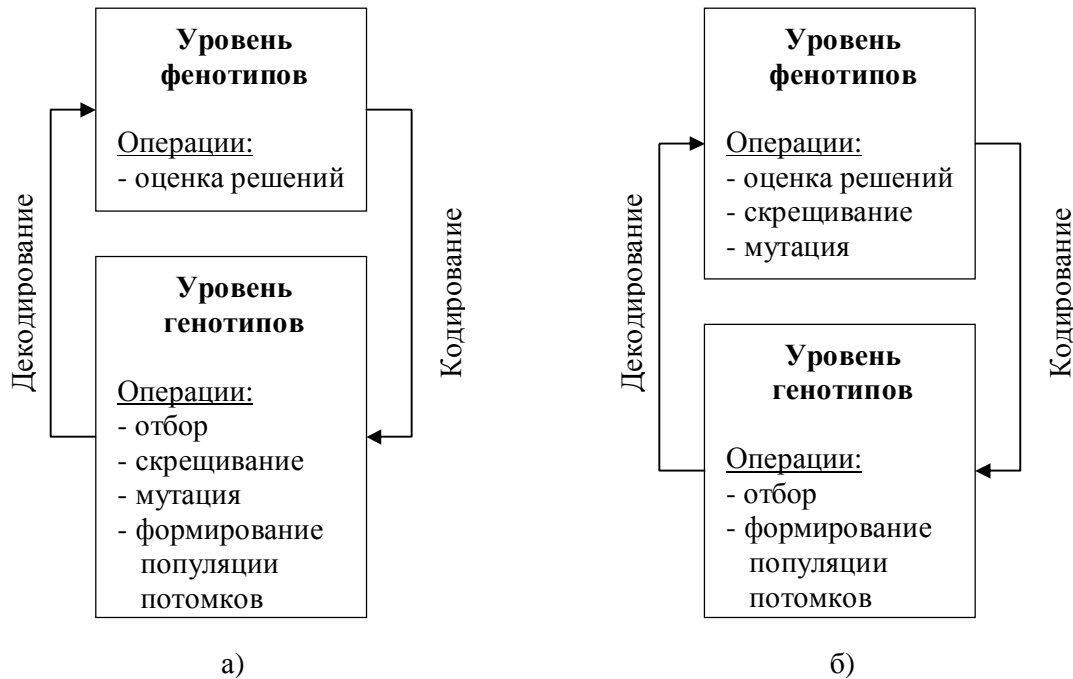 Уровень
фенотипов
Операции:
- оценка решений
Декодирование
Кодирование
Уровень
генотипов
Операции:
- отбор
- скрещивание
- мутация
- формирование
популяции
потомков
а)
Уровень
фенотипов
Операции:
- оценка решений
- скрещивание
- мутация
Декодирование
Кодирование
Уровень
генотипов
Операции:
- отбор
- формирование
популяции
потомков
б)